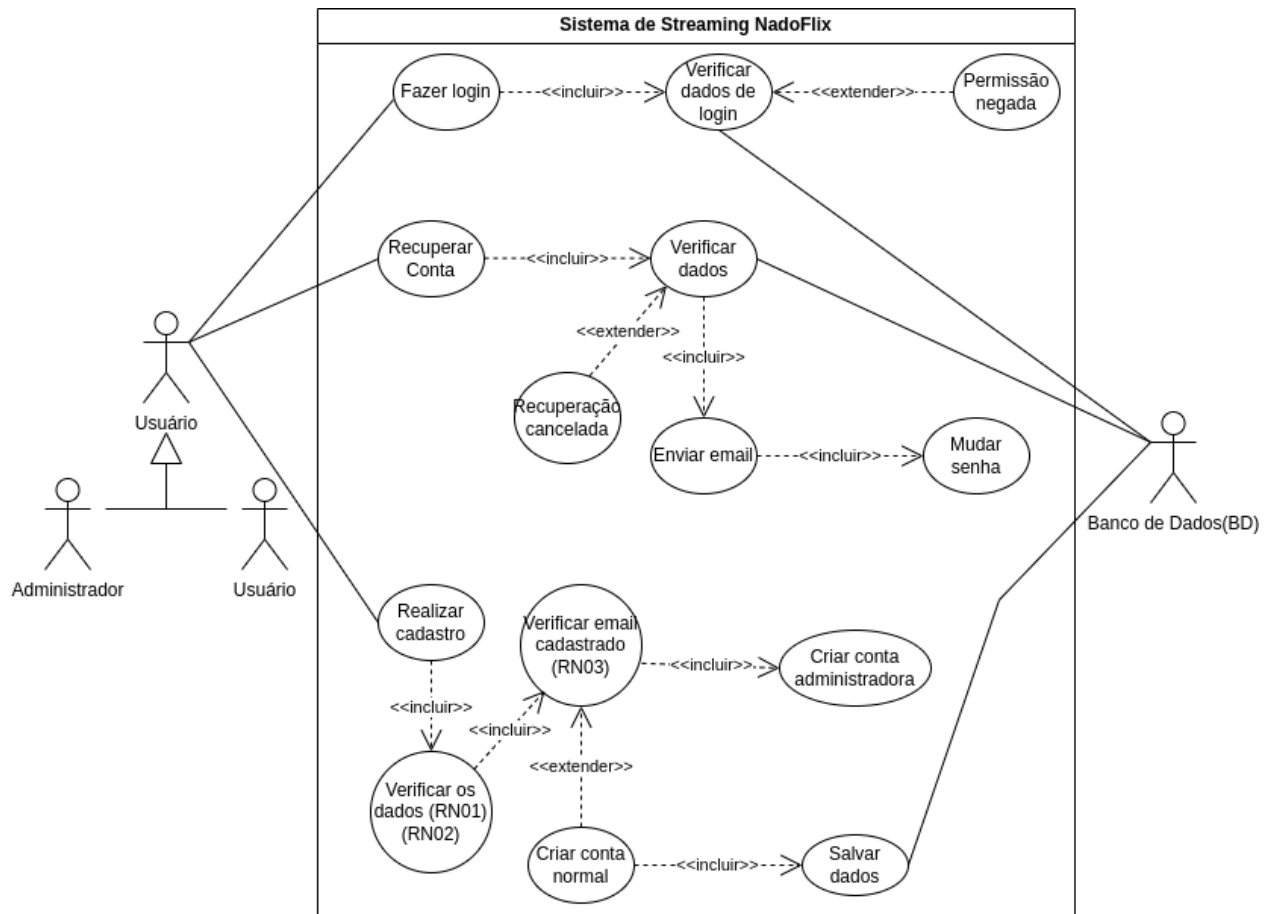 Sistema de Streaming NadoFlix
Fazer login
<<incluir>>
Verificar
dados de
login
<<extender>>
Permissão
negada
Recuperar
Conta
<<incluir>>
Verificar
dados
<<extender>>
<<incluir>>
Recuperação
cancelada
Enviar email
<<incluir>>
Mudar
senha
Usuário
Administrador
Usuário
Banco de Dados(BD)
Realizar
cadastro
<<incluir>>
Verificar os
dados (RN01)
(RN02)
<<incluir>>
Verificar email
cadastrado
(RN03)
<<incluir>>
Criar conta
administradora
<<extender>>
Criar conta
normal
<<incluir>>
Salvar
dados